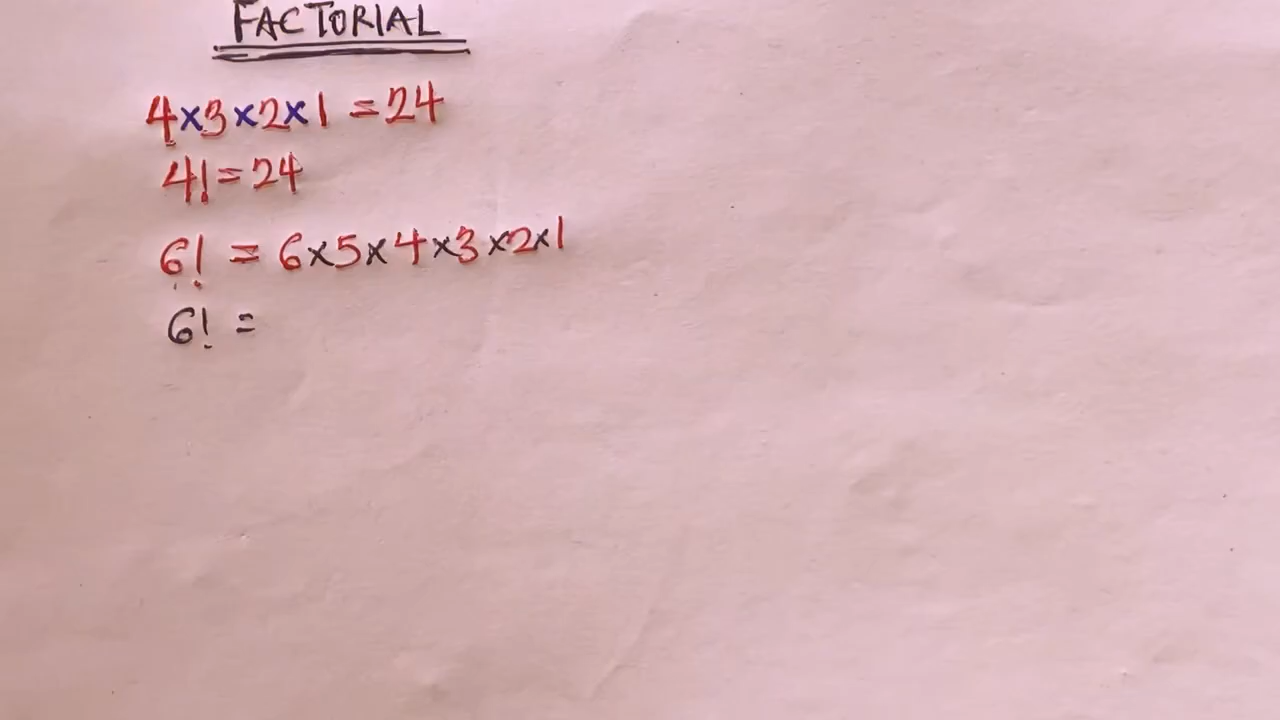 FACTORIAL
4×3×2×1 = 24
4! = 24
6! = 6×5×4×3×2×1
6! =